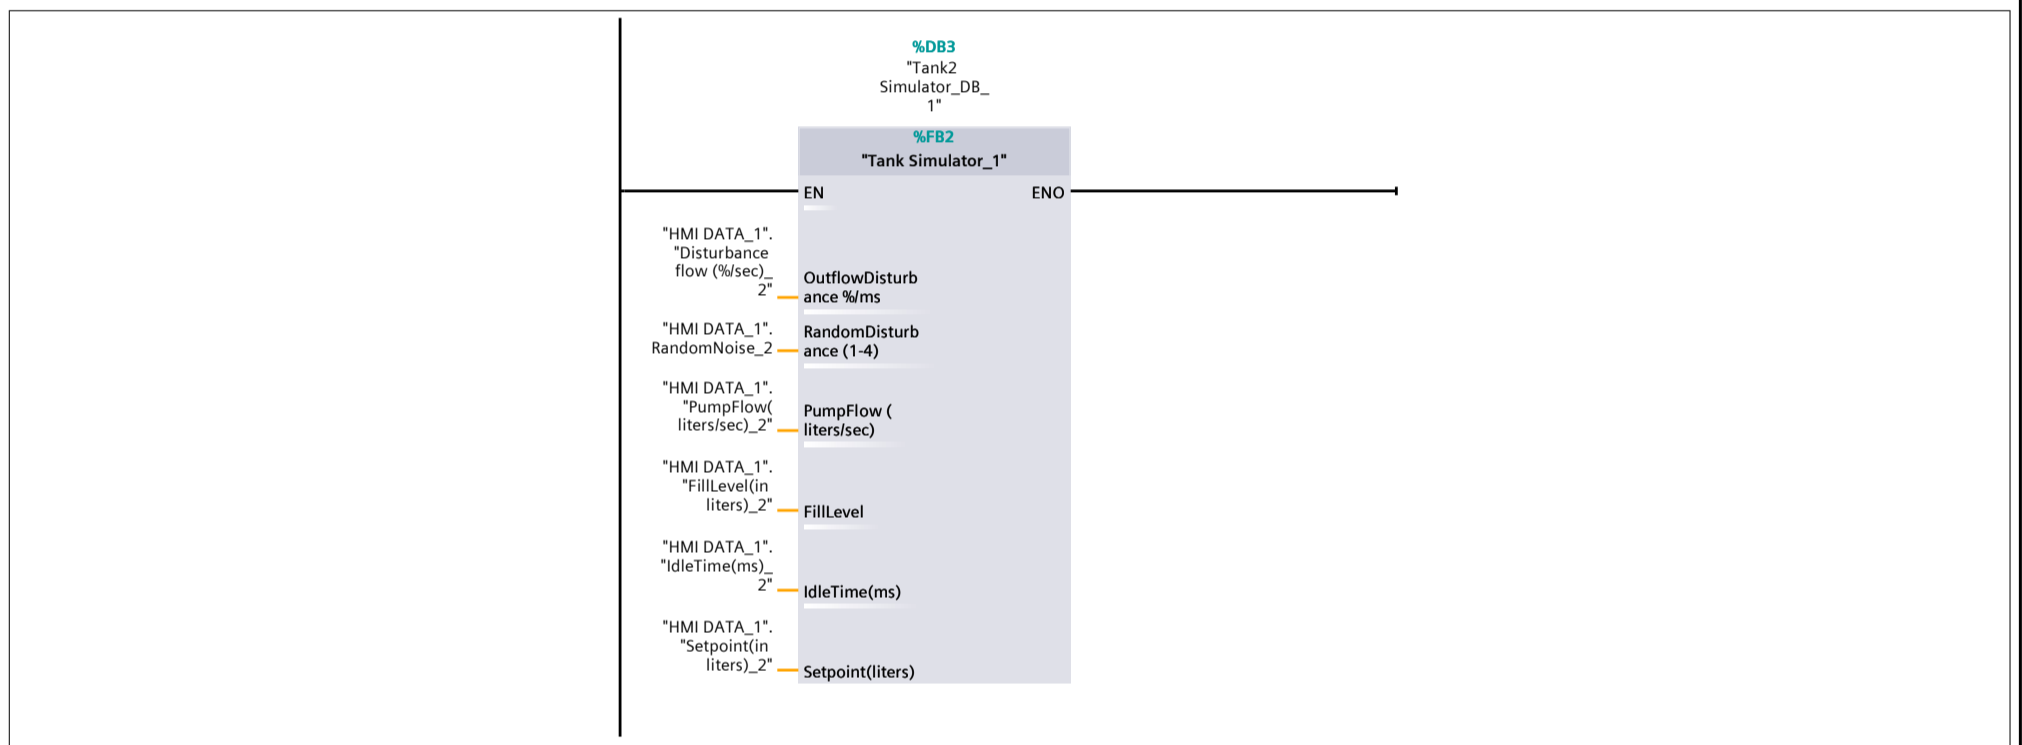 %DB3
"Tank2
Simulator_DB_
1"
%FB2
"Tank Simulator_1"
EN
ENO
"HMI DATA_1".
"Disturbance
flow (%/sec)_
2"
OutflowDisturb
ance %/ms
"HMI DATA_1".
RandomNoise_2
RandomDisturb
ance (1-4)
"HMI DATA_1".
"PumpFlow(
liters/sec)_2"
PumpFlow (
liters/sec)
"HMI DATA_1".
"FillLevel(in
liters)_2"
FillLevel
"HMI DATA_1".
"IdleTime(ms)_
2"
IdleTime(ms)
"HMI DATA_1".
"Setpoint(in
liters)_2"
Setpoint(liters)